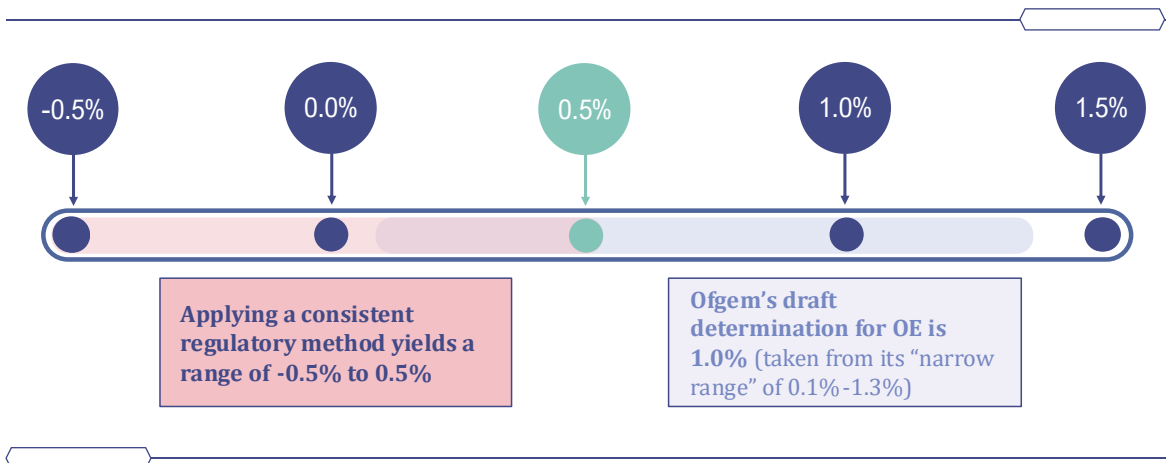 -0.5%
0.0%
0.5%
1.0%
1.5%
Applying a consistent
regulatory method yields a
range of -0.5% to 0.5%
Ofgem's draft
determination for OE is
1.0% (taken from its “narrow
range” of 0.1%-1.3%)